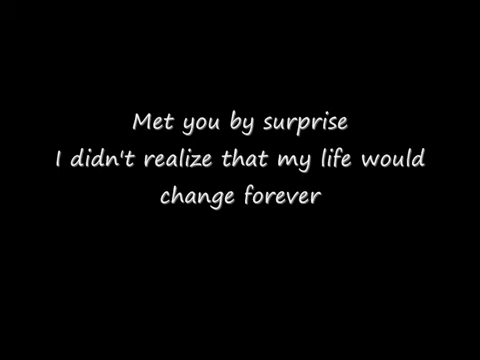 Met you by surprise
I didn't realize that my life would
change forever